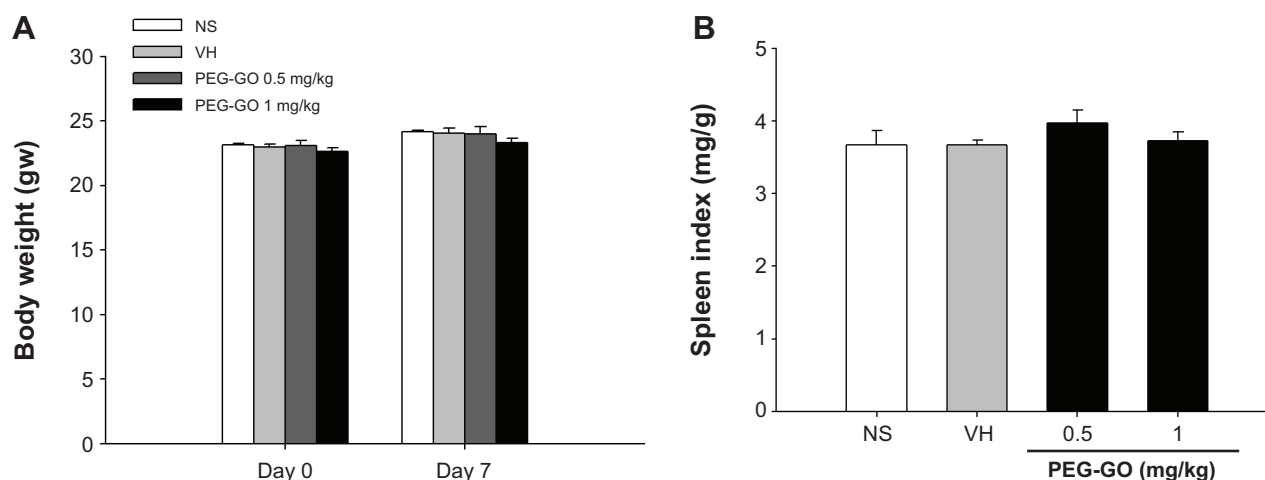 A
NS
VH
PEG-GO 0.5 mg/kg
PEG-GO 1 mg/kg
Body weight (gw)
30
25
20
15
10
5
0
Day 0 Day 7
B
Spleen index (mg/g)
5
4
3
2
1
0
NS VH 0.5 1
PEG-GO (mg/kg)